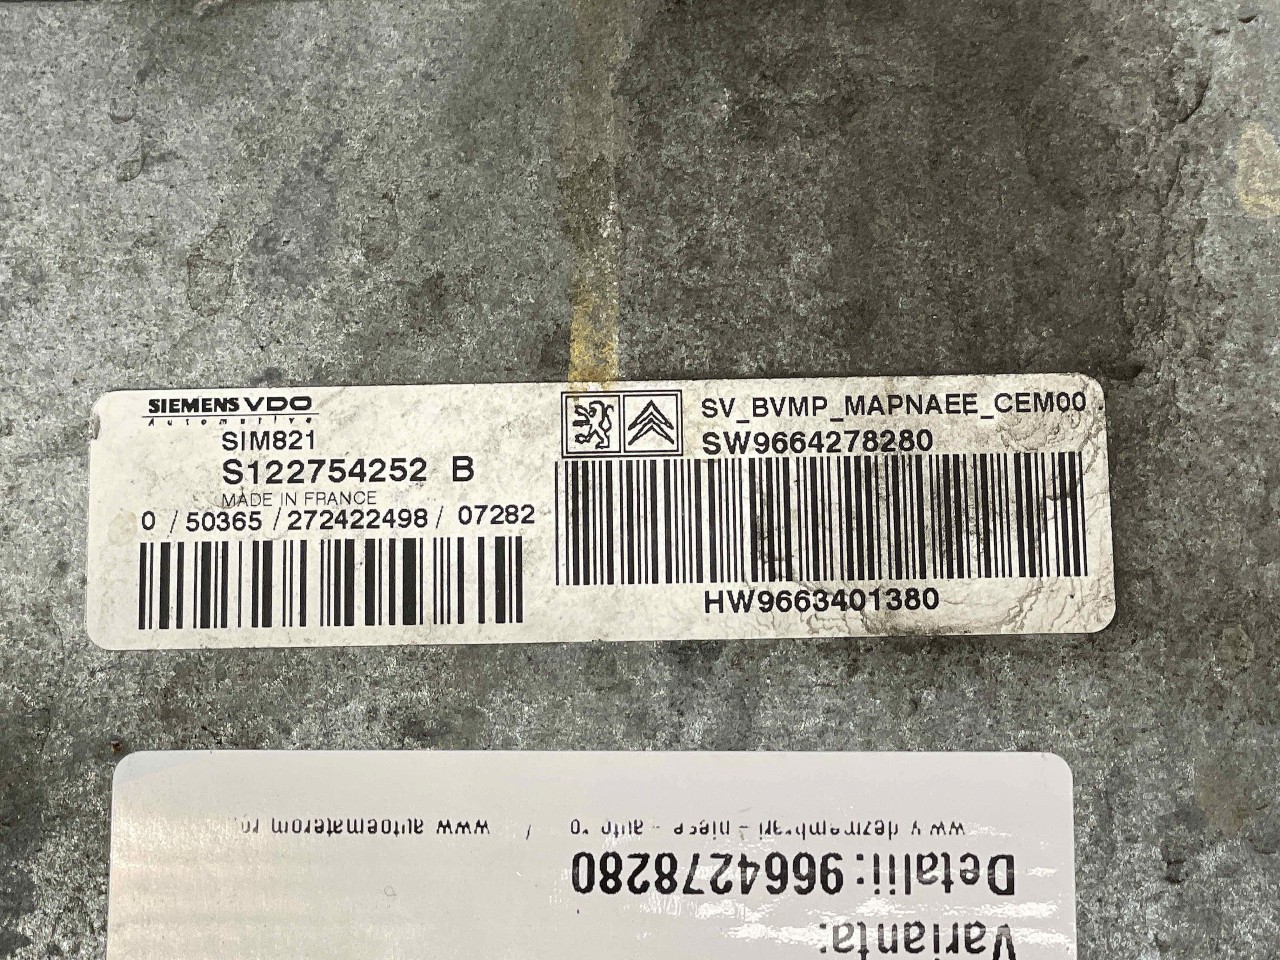 SIEMENS VDO
Automotive
SIM821
S122754252 B
MADE IN FRANCE
0 / 50365 / 272422498 / 07282
SV_BVMP_MAPNAEE_CEM00
SW9664278280
HW9663401380
www.dezmembrari-piese-auto.ro / www.autoematerom.ro
Detalii: 9664278280
Varianta: